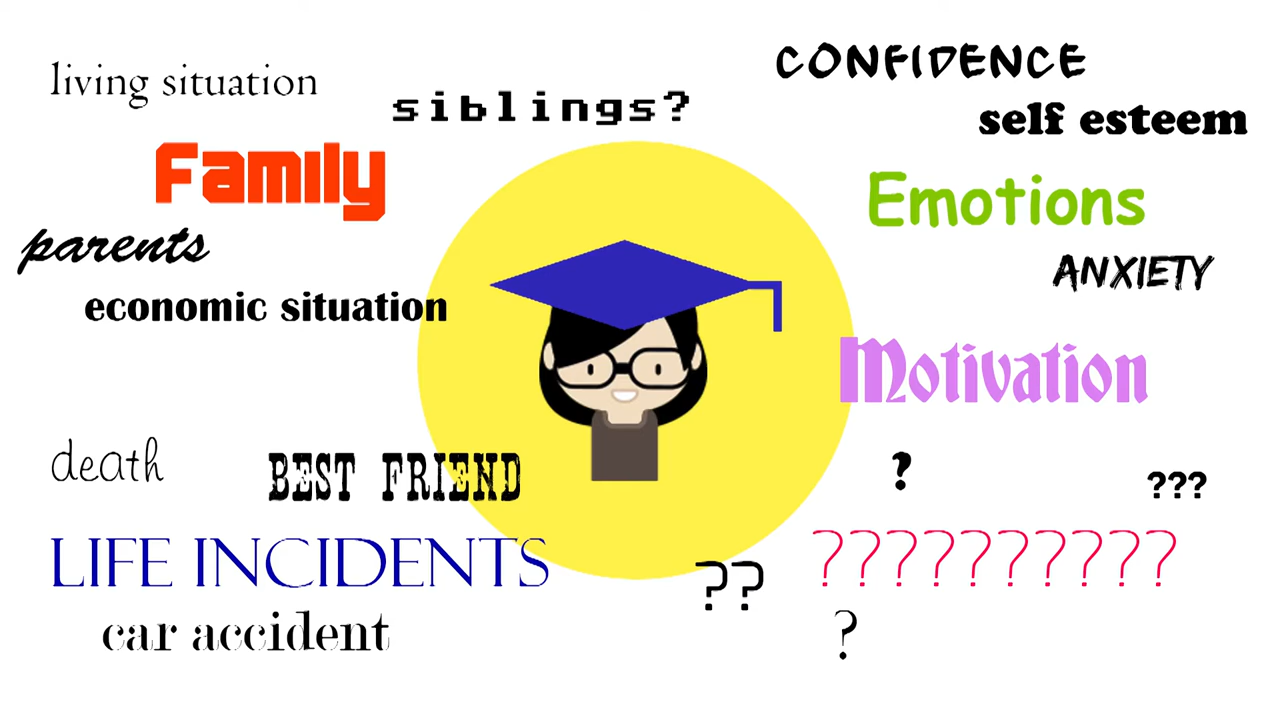 living situation
siblings?
Family
parents
economic situation
CONFIDENCE
self esteem
Emotions
ANXIETY
Motivation
death
BEST FRIEND
LIFE INCIDENTS
car accident
?
???
??????????
??
?